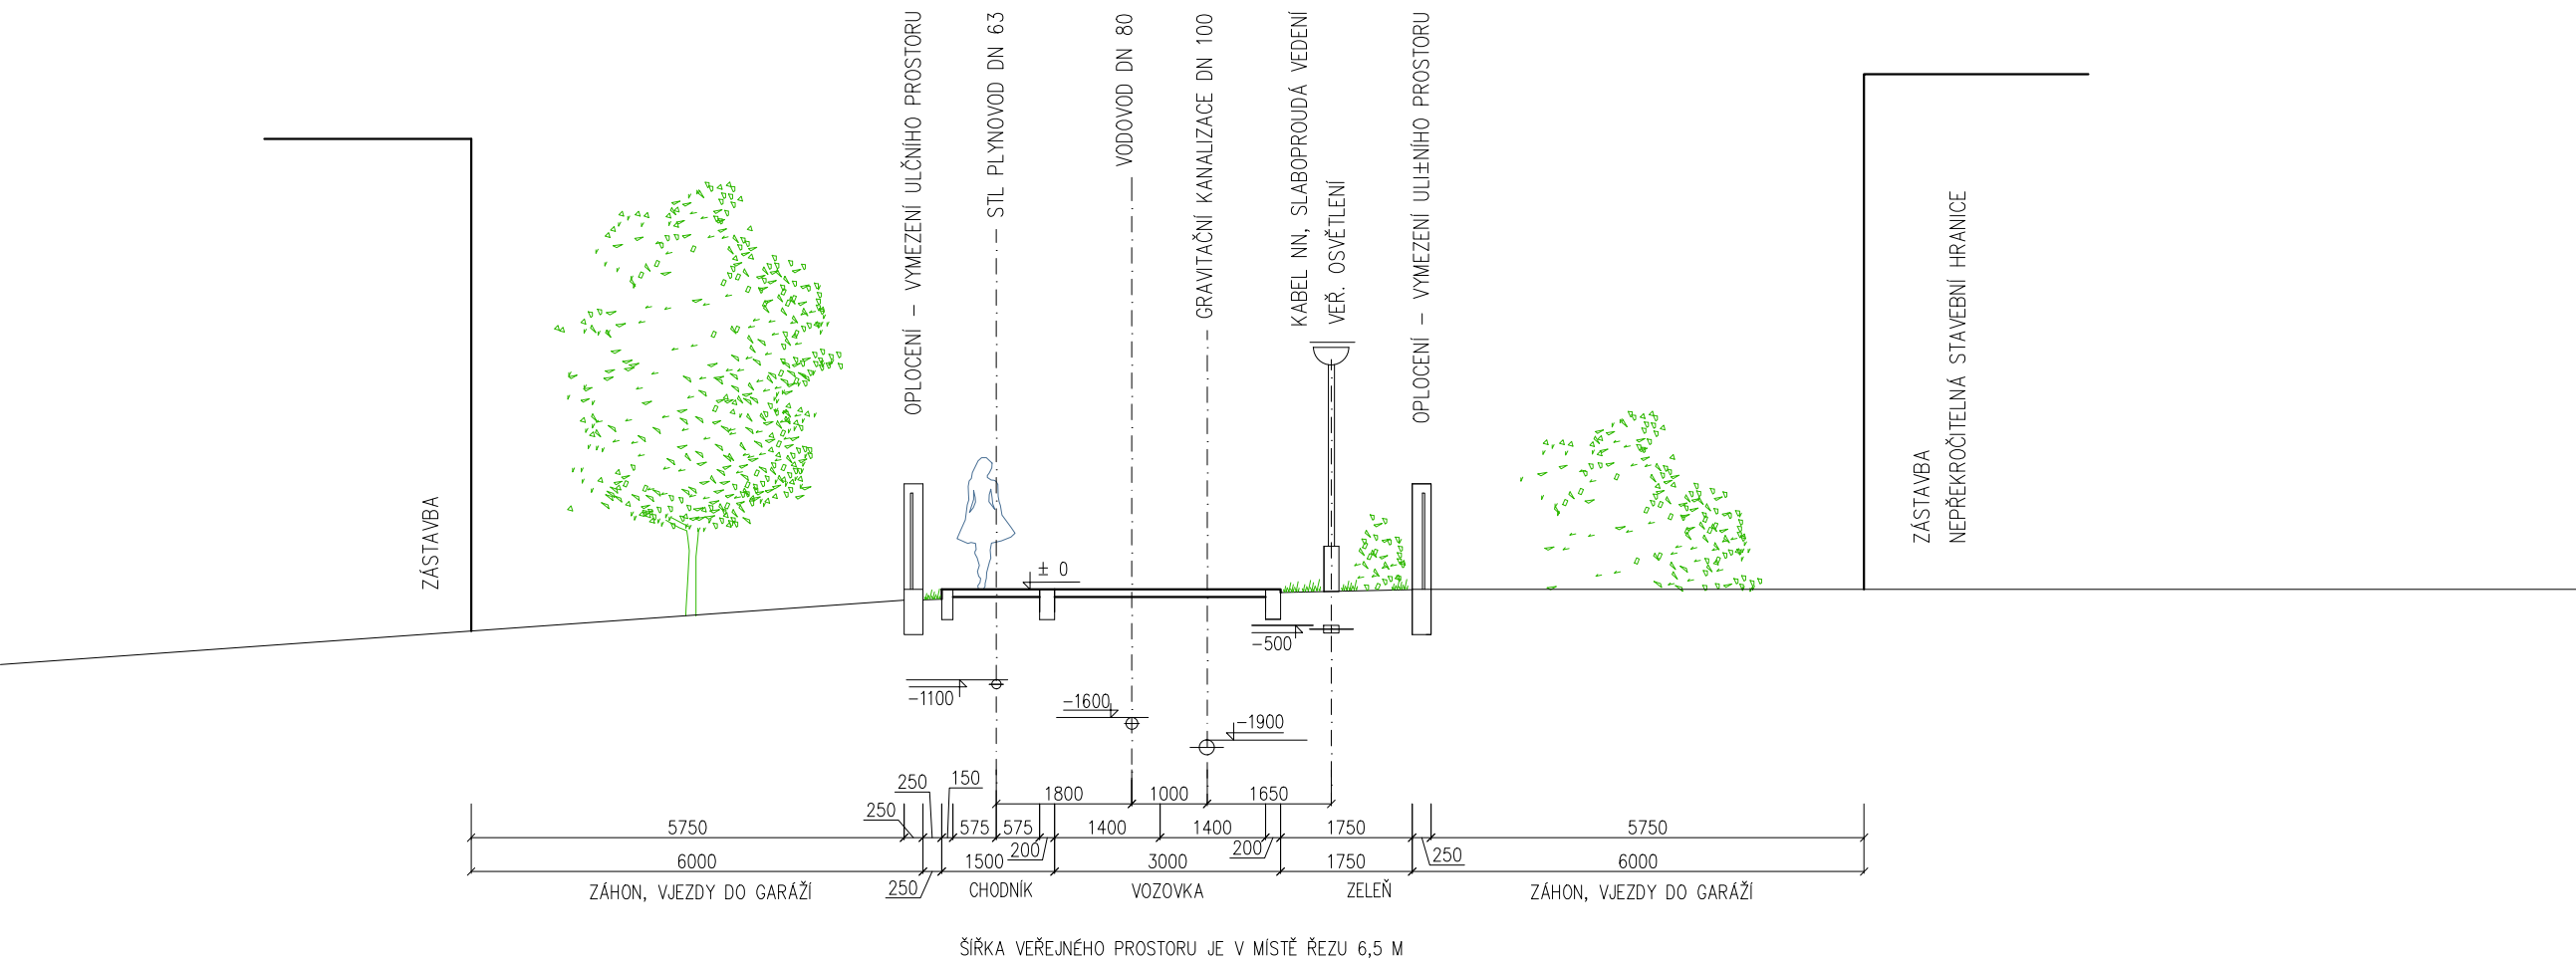 OPLOCENÍ – VYMEZENÍ ULČNÍHO PROSTORU
STL PLYNOVOD DN 63
VODOVOD DN 80
GRAVITAČNÍ KANALIZACE DN 100
KABEL NN, SLABOPROUDÁ VEDENÍ
VEŘ. OSVĚTLENÍ
OPLOCENÍ – VYMEZENÍ ULI±NÍHO PROSTORU
ZÁSTAVBA
ZÁSTAVBA
NEPŘEKROČITELNÁ STAVEBNÍ HRANICE
± 0
-500
-1100
-1600
-1900
250
150
1800
1000
1650
250
5750
575
575
1400
1400
1750
5750
200
200
250
6000
1500
3000
1750
6000
250
ZÁHON, VJEZDY DO GARÁŽÍ
CHODNÍK
VOZOVKA
ZELEŇ
ZÁHON, VJEZDY DO GARÁŽÍ
ŠÍŘKA VEŘEJNÉHO PROSTORU JE V MÍSTĚ ŘEZU 6,5 M